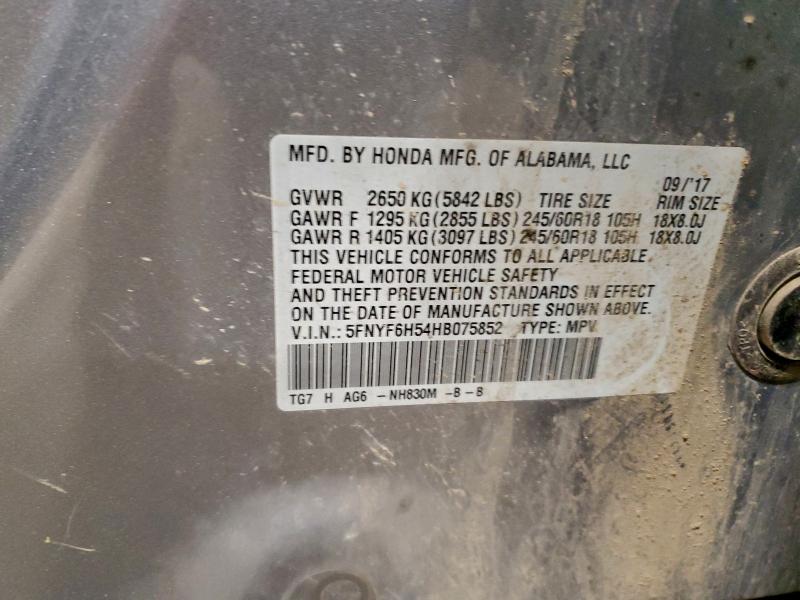 MFD. BY HONDA MFG. OF ALABAMA, LLC
09/'17
GVWR 2650 KG (5842 LBS) TIRE SIZE RIM SIZE
GAWR F 1295 KG (2855 LBS) 245/60R18 105H 18X8.0J
GAWR R 1405 KG (3097 LBS) 245/60R18 105H 18X8.0J
THIS VEHICLE CONFORMS TO ALL APPLICABLE
FEDERAL MOTOR VEHICLE SAFETY
AND THEFT PREVENTION STANDARDS IN EFFECT
ON THE DATE OF MANUFACTURE SHOWN ABOVE.
V.I.N.: 5FNYF6H54HB075852 TYPE: MPV
TG7 H AG6 -NH830M -B-B